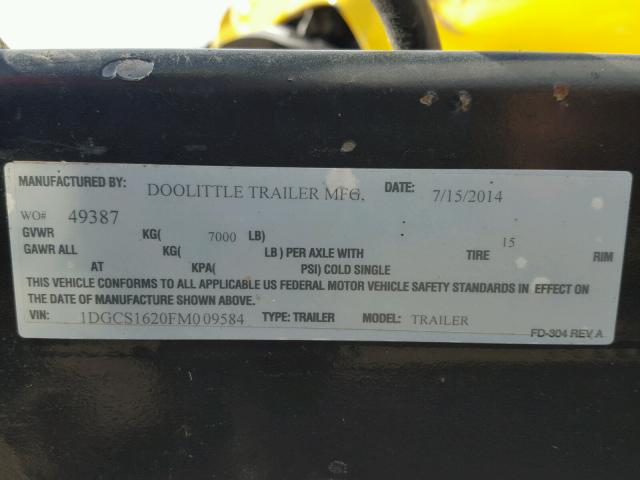 MANUFACTURED BY: DOOLITTLE TRAILER MFG, DATE: 7/15/2014
WO# 49387
GVWR KG( 7000 LB)
GAWR ALL KG( LB ) PER AXLE WITH TIRE 15 RIM
AT KPA( PSI) COLD SINGLE
THIS VEHICLE CONFORMS TO ALL APPLICABLE US FEDERAL MOTOR VEHICLE SAFETY STANDARDS IN EFFECT ON
THE DATE OF MANUFACTURE SHOWN ABOVE.
VIN: 1DGCS1620FM009584 TYPE: TRAILER MODEL: TRAILER
FD-304 REV A